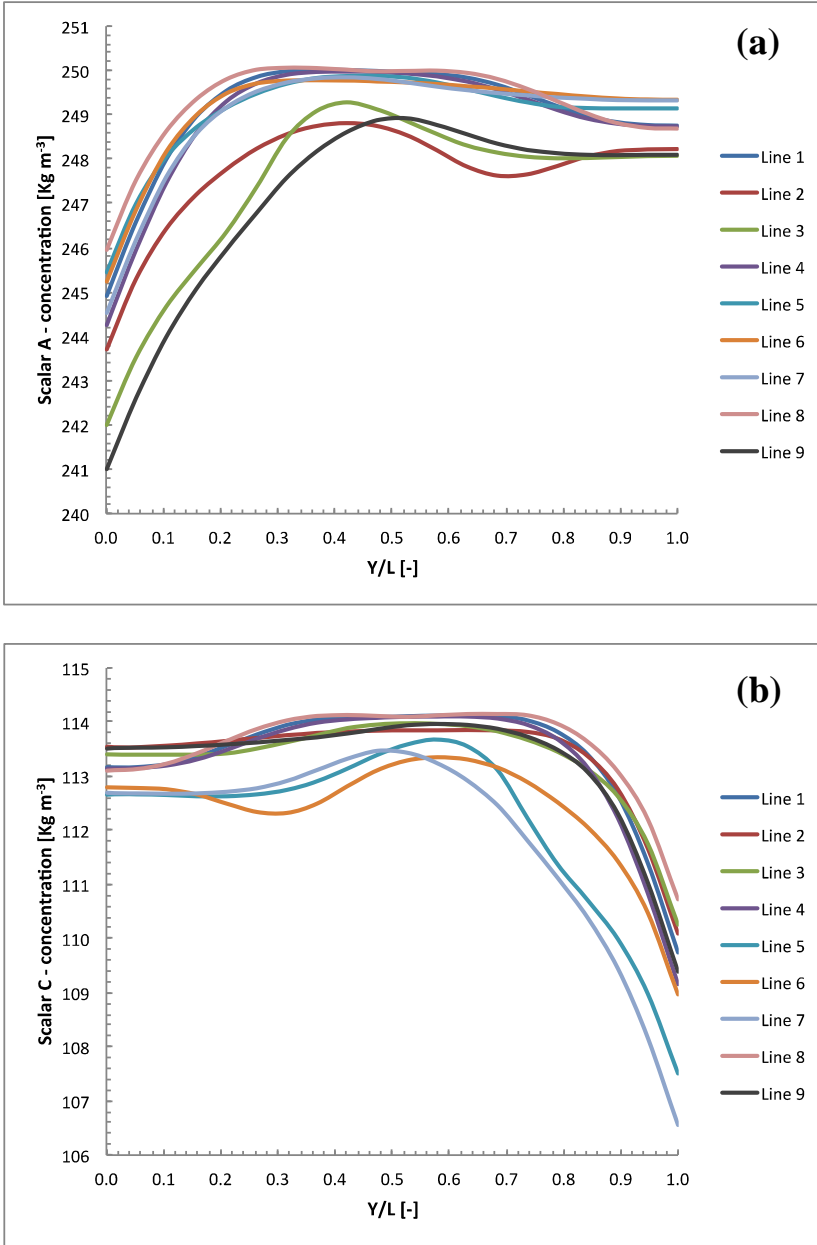 (a)
Scalar A - concentration [Kg m⁻³]
251
250
249
248
247
246
245
244
243
242
241
240
0.0 0.1 0.2 0.3 0.4 0.5 0.6 0.7 0.8 0.9 1.0
Y/L [-]
Line 1
Line 2
Line 3
Line 4
Line 5
Line 6
Line 7
Line 8
Line 9
(b)
Scalar C - concentration [Kg m⁻³]
115
114
113
112
111
110
109
108
107
106
0.0 0.1 0.2 0.3 0.4 0.5 0.6 0.7 0.8 0.9 1.0
Y/L [-]
Line 1
Line 2
Line 3
Line 4
Line 5
Line 6
Line 7
Line 8
Line 9